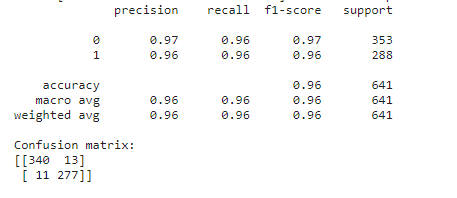 precision recall f1-score support
0 0.97 0.96 0.97 353
1 0.96 0.96 0.96 288
accuracy 0.96 641
macro avg 0.96 0.96 0.96 641
weighted avg 0.96 0.96 0.96 641
Confusion matrix:
[[340 13]
[ 11 277]]